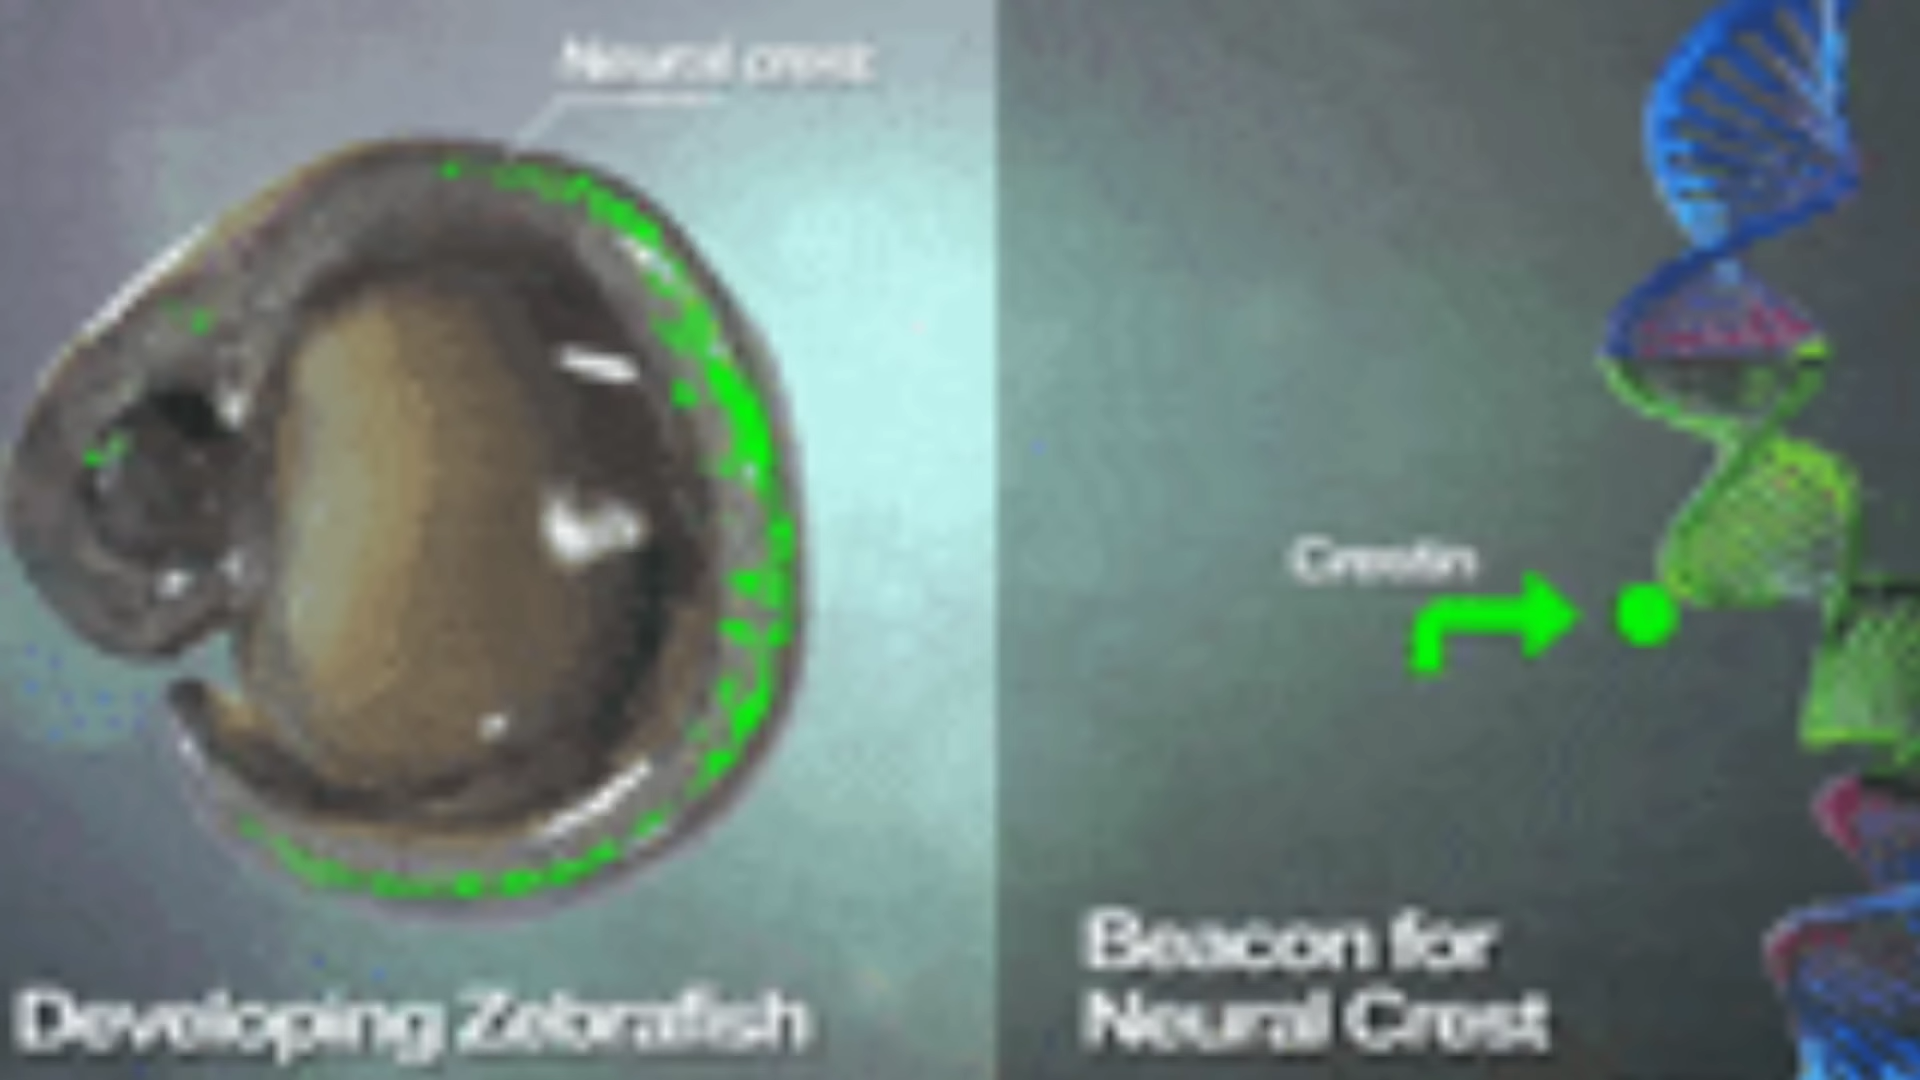 Neural crest
Developing Zebrafish
Crestin
Beacon for
Neural Crest